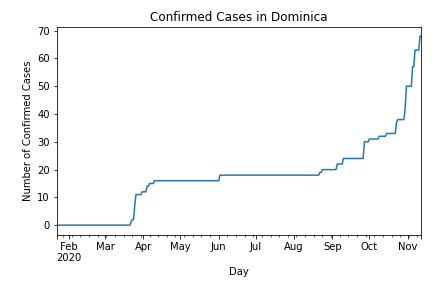 Confirmed Cases in Dominica
Number of Confirmed Cases
70
60
50
40
30
20
10
0
Feb Mar Apr May Jun Jul Aug Sep Oct Nov
2020
Day